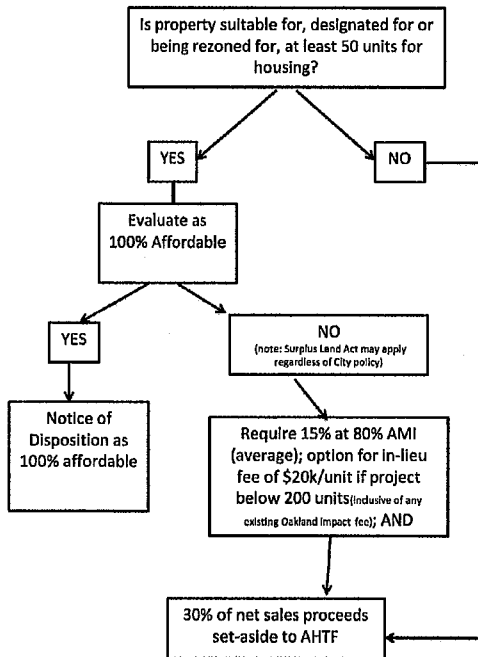 Is property suitable for, designated for or
being rezoned for, at least 50 units for
housing?
YES
NO
Evaluate as
100% Affordable
YES
NO
(note: Surplus Land Act may apply
regardless of City policy)
Notice of
Disposition as
100% affordable
Require 15% at 80% AMI
(average); option for in-lieu
fee of $20k/unit if project
below 200 units(inclusive of any
existing Oakland impact fee); AND
30% of net sales proceeds
set-aside to AHTF